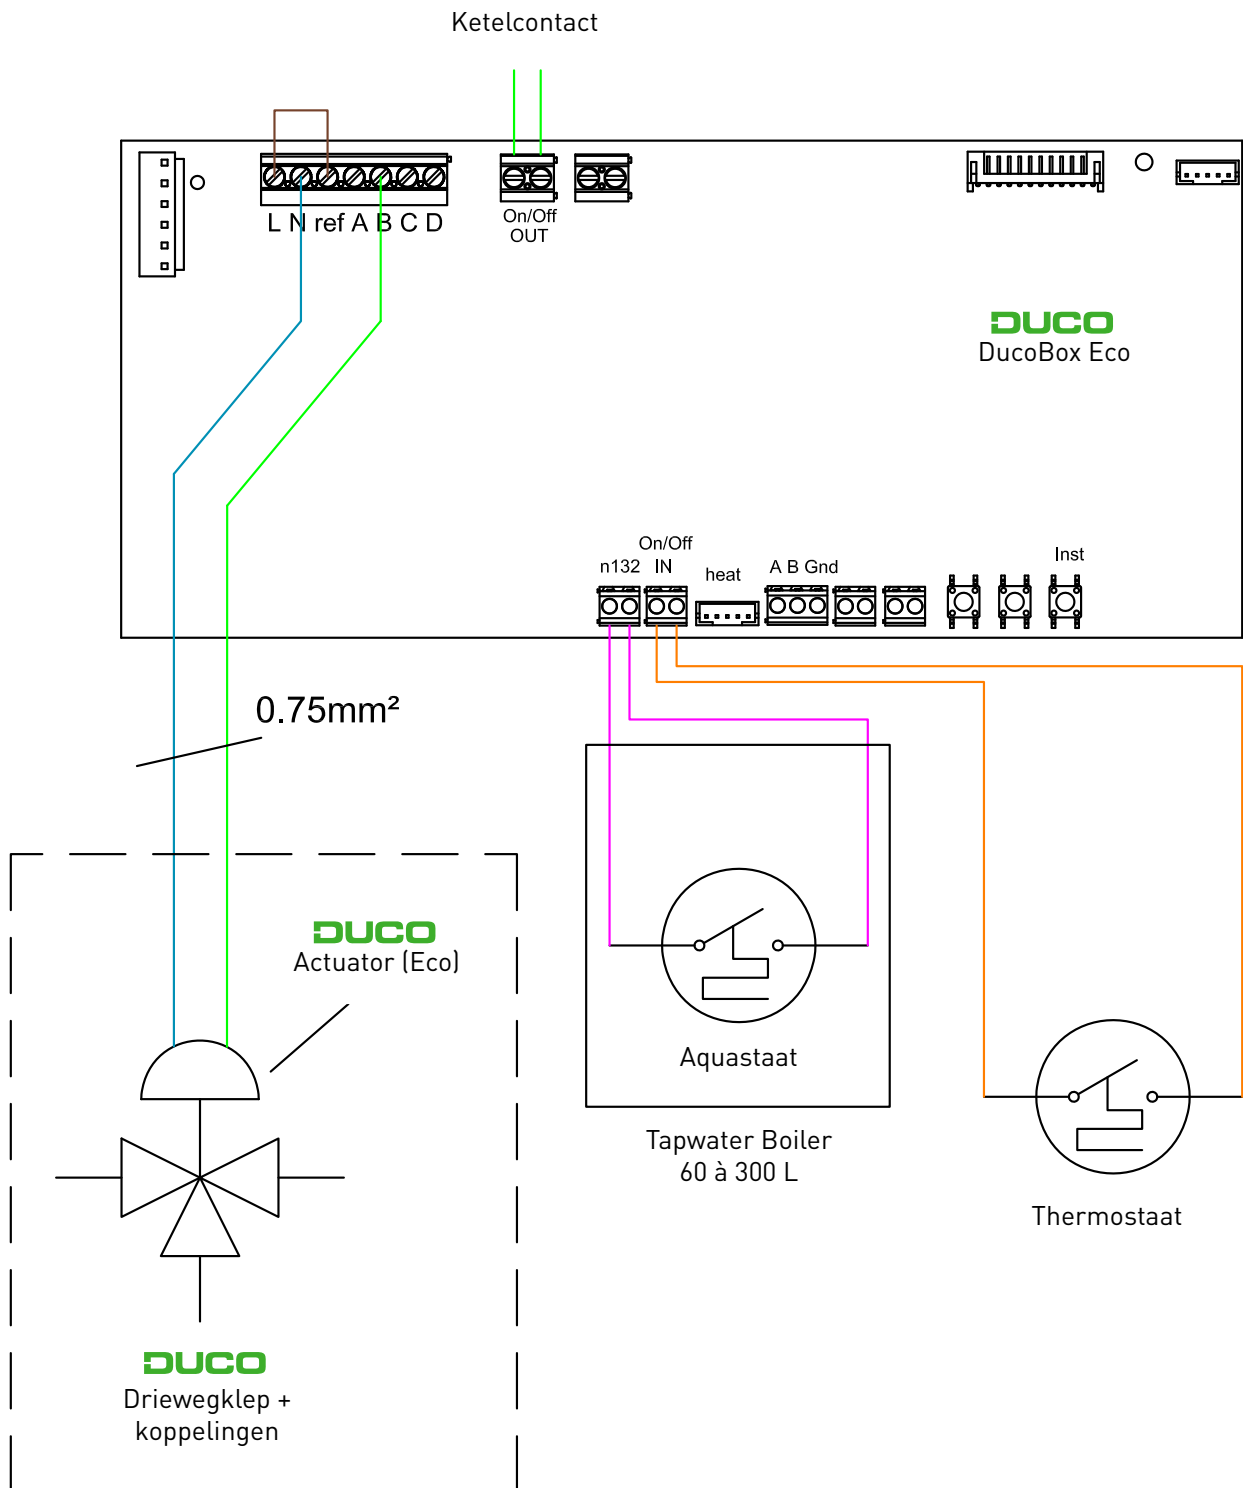 Ketelcontact
L N ref A B C D
On/Off
OUT
DUCO
DucoBox Eco
On/Off
n132 IN
heat
A B Gnd
Inst
0.75mm²
DUCO
Actuator (Eco)
Aquastaat
Tapwater Boiler
60 à 300 L
Thermostaat
DUCO
Driewegklep +
koppelingen